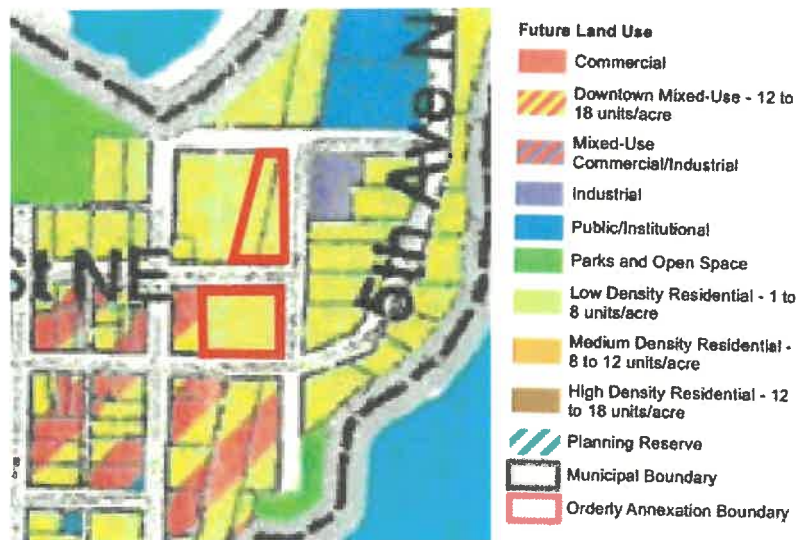 Future Land Use
Commercial
Downtown Mixed-Use - 12 to
18 units/acre
Mixed-Use
Commercial/Industrial
Industrial
Public/Institutional
Parks and Open Space
Low Density Residential - 1 to
8 units/acre
Medium Density Residential -
8 to 12 units/acre
High Density Residential - 12
to 18 units/acre
Planning Reserve
Municipal Boundary
Orderly Annexation Boundary
5th Ave N
St NE